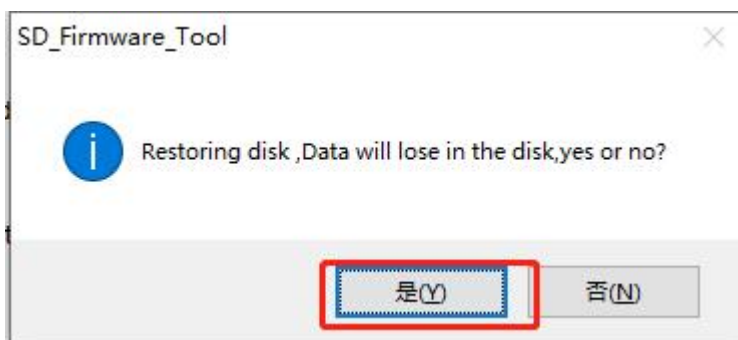 SD_Firmware_Tool
Restoring disk ,Data will lose in the disk,yes or no?
是(Y)
否(N)